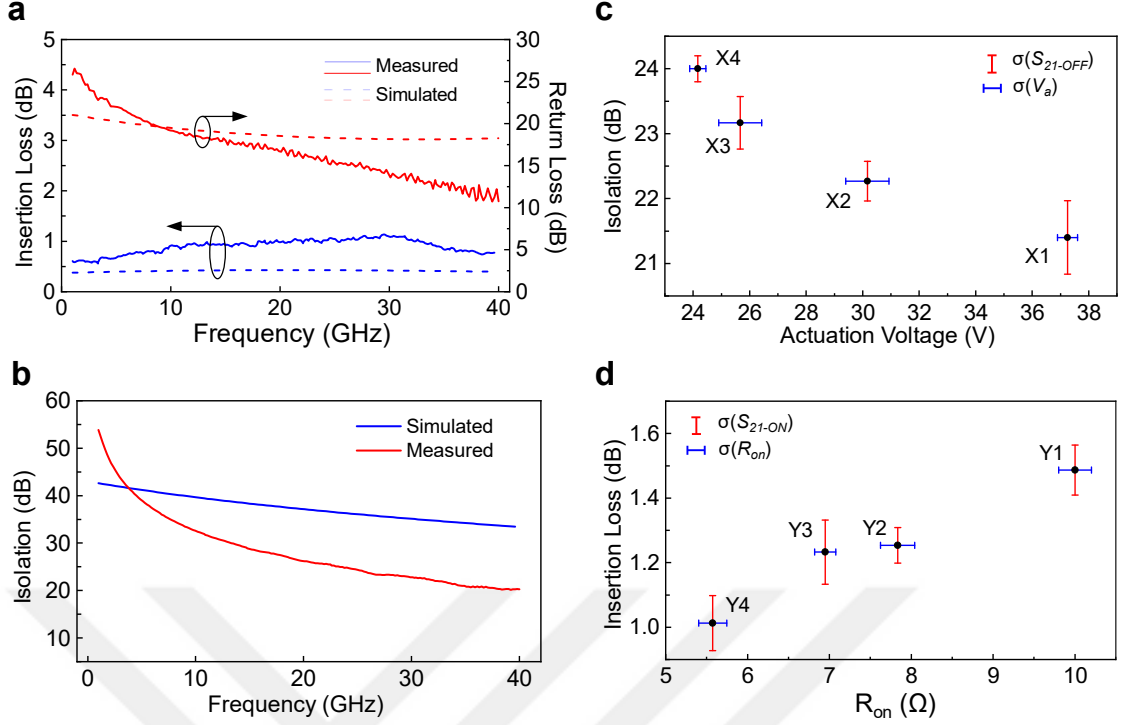 a
5
4
3
2
1
0
Insertion Loss (dB)
30
25
20
15
10
5
0
Return Loss (dB)
Measured
Simulated
0 10 20 30 40
Frequency (GHz)
b
60
50
40
30
20
10
Isolation (dB)
Simulated
Measured
0 10 20 30 40
Frequency (GHz)
c
24
23
22
21
Isolation (dB)
σ(S21-OFF)
σ(Va)
X4
X3
X2
X1
24 26 28 30 32 34 36 38
Actuation Voltage (V)
d
1.6
1.4
1.2
1.0
Insertion Loss (dB)
σ(S21-ON)
σ(Ron)
Y1
Y3 Y2
Y4
5 6 7 8 9 10
Ron (Ω)